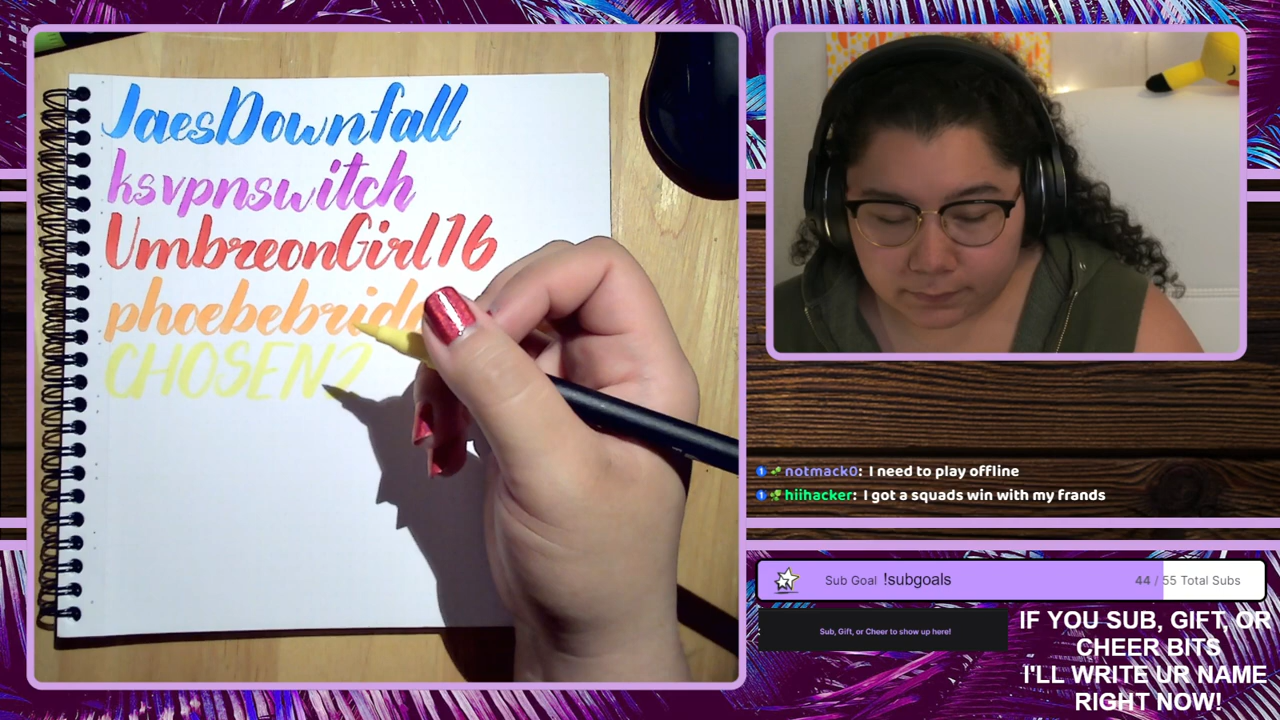 JaesDownfall
ksvpnswitch
UmbreonGirl16
phoebebrid
CHOSEN2
notmack0: I need to play offline
hiihacker: I got a squads win with my frands
Sub Goal !subgoals 44 / 55 Total Subs
Sub, Gift, or Cheer to show up here!
IF YOU SUB, GIFT, OR
CHEER BITS
I'LL WRITE UR NAME
RIGHT NOW!